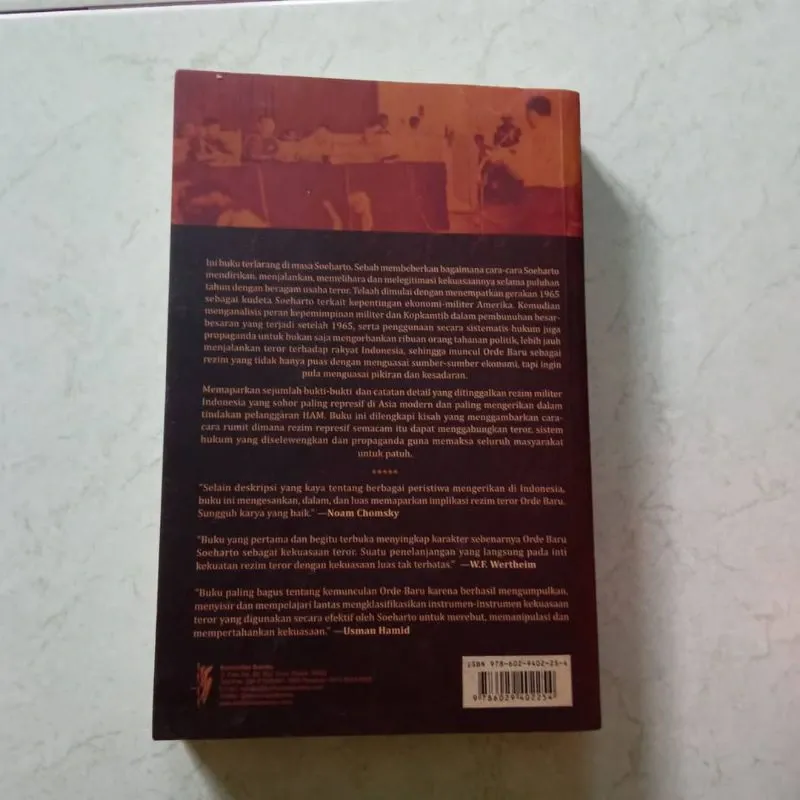 Ini buku terlarang di masa Soeharto. Sebab membeberkan bagaimana cara-cara Soeharto
mendirikan, menjalankan, memelihara dan melegitimasi kekuasaannya selama puluhan
tahun dengan beragam usaha teror. Telaah dimulai dengan menempatkan gerakan 1965
sebagai kudeta Soeharto terkait kepentingan ekonomi-militer Amerika. Kemudian
menganalisis peran kepemimpinan militer dan Kopkamtib dalam pembunuhan besar-
besaran yang terjadi setelah 1965, serta penggunaan secara sistematis hukum juga
propaganda untuk bukan saja mengorbankan ribuan orang tahanan politik, lebih jauh
menjalankan teror terhadap rakyat Indonesia, sehingga muncul Orde Baru sebagai
rezim yang tidak hanya puas dengan menguasai sumber-sumber ekonomi, tapi ingin
pula menguasai pikiran dan kesadaran.
Memaparkan sejumlah bukti-bukti dan catatan detail yang ditinggalkan rezim militer
Indonesia yang sohor paling represif di Asia modern dan paling mengerikan dalam
tindakan pelanggaran HAM. Buku ini dilengkapi kisah yang menggambarkan cara-
cara rumit dimana rezim represif semacam itu dapat menggabungkan teror, sistem
hukum yang diselewengkan dan propaganda guna memaksa seluruh masyarakat
untuk patuh.
*****
"Selain deskripsi yang kaya tentang berbagai peristiwa mengerikan di Indonesia,
buku ini mengesankan, dalam, dan luas memaparkan implikasi rezim teror Orde Baru.
Sungguh karya yang baik." —Noam Chomsky
"Buku yang pertama dan begitu terbuka menyingkap karakter sebenarnya Orde Baru
Soeharto sebagai kekuasaan teror. Suatu penelanjangan yang langsung pada inti
kekuatan rezim teror dengan kekuasaan luas tak terbatas." —W.F. Wertheim
"Buku paling bagus tentang kemunculan Orde Baru karena berhasil mengumpulkan,
menyisir dan mempelajari lantas mengklasifikasikan instrumen-instrumen kekuasaan
teror yang digunakan secara efektif oleh Soeharto untuk merebut, memanipulasi dan
mempertahankan kekuasaan." —Usman Hamid
ISBN 978-602-9402-25-4
9 786029 402254